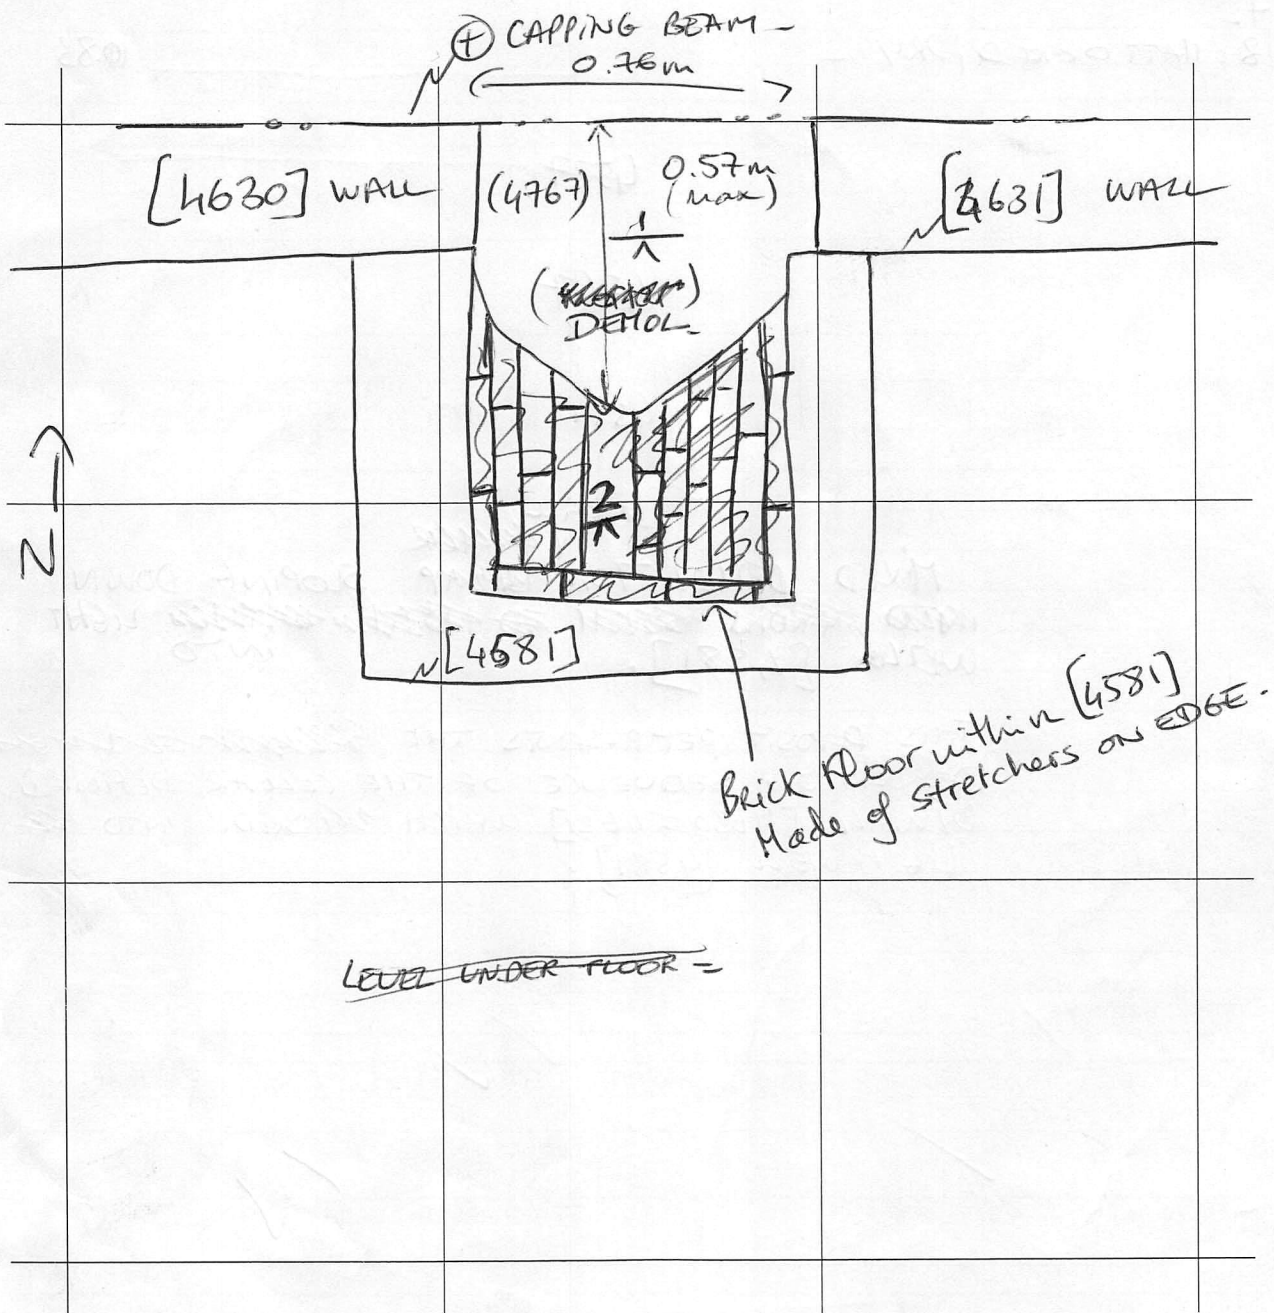 + CAPPING BEAM -
0.76m
[4630] WALL
(4767)
0.57m
(max)
[4631] WALL
1
( )
DEMOL.
2
N
[4581]
Brick Floor within [4581]
Made of stretchers ON EDGE.
LEVEL UNDER FLOOR =